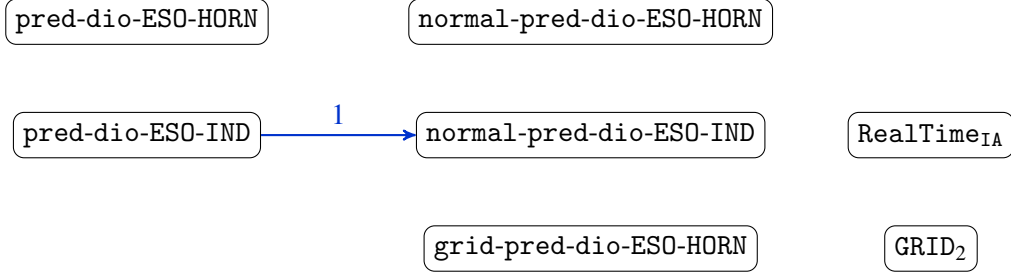 pred-dio-ESO-HORN normal-pred-dio-ESO-HORN
1
pred-dio-ESO-IND normal-pred-dio-ESO-IND RealTime_IA
grid-pred-dio-ESO-HORN GRID₂